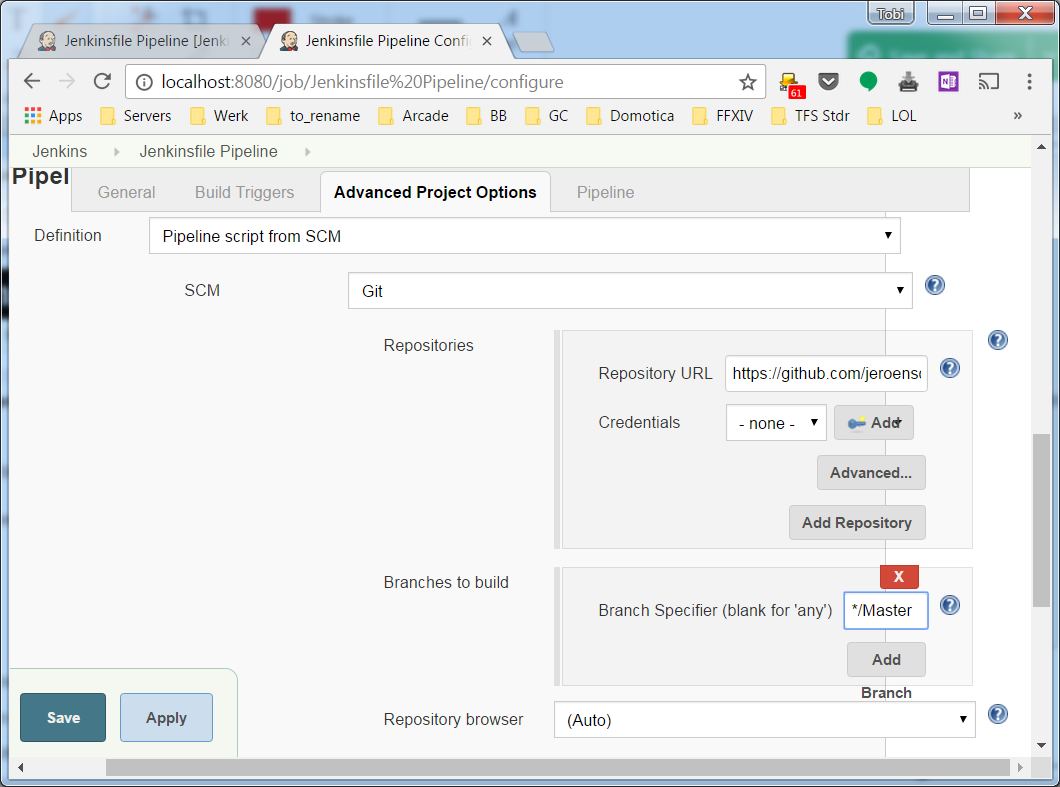 Tobi
Jenkinsfile Pipeline [Jenki
Jenkinsfile Pipeline Confi
localhost:8080/job/Jenkinsfile%20Pipeline/configure
61
Apps Servers Werk to_rename Arcade BB GC Domotica FFXIV TFS Stdr LOL »
Jenkins Jenkinsfile Pipeline
Pipel
General Build Triggers Advanced Project Options Pipeline
Definition Pipeline script from SCM
SCM Git
Repositories
Repository URL https://github.com/jeroenso
Credentials - none - Add
Advanced...
Add Repository
Branches to build
X
Branch Specifier (blank for 'any') */Master
Add
Branch
Save Apply
Repository browser (Auto)